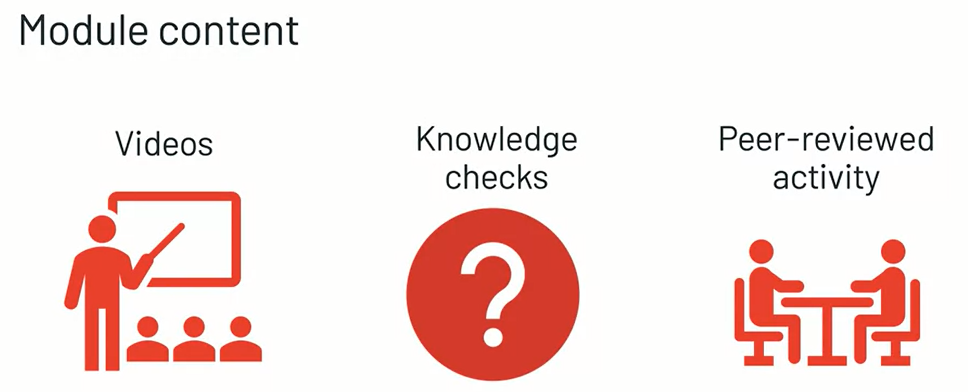 Module content
Videos
Knowledge
checks
?
Peer-reviewed
activity